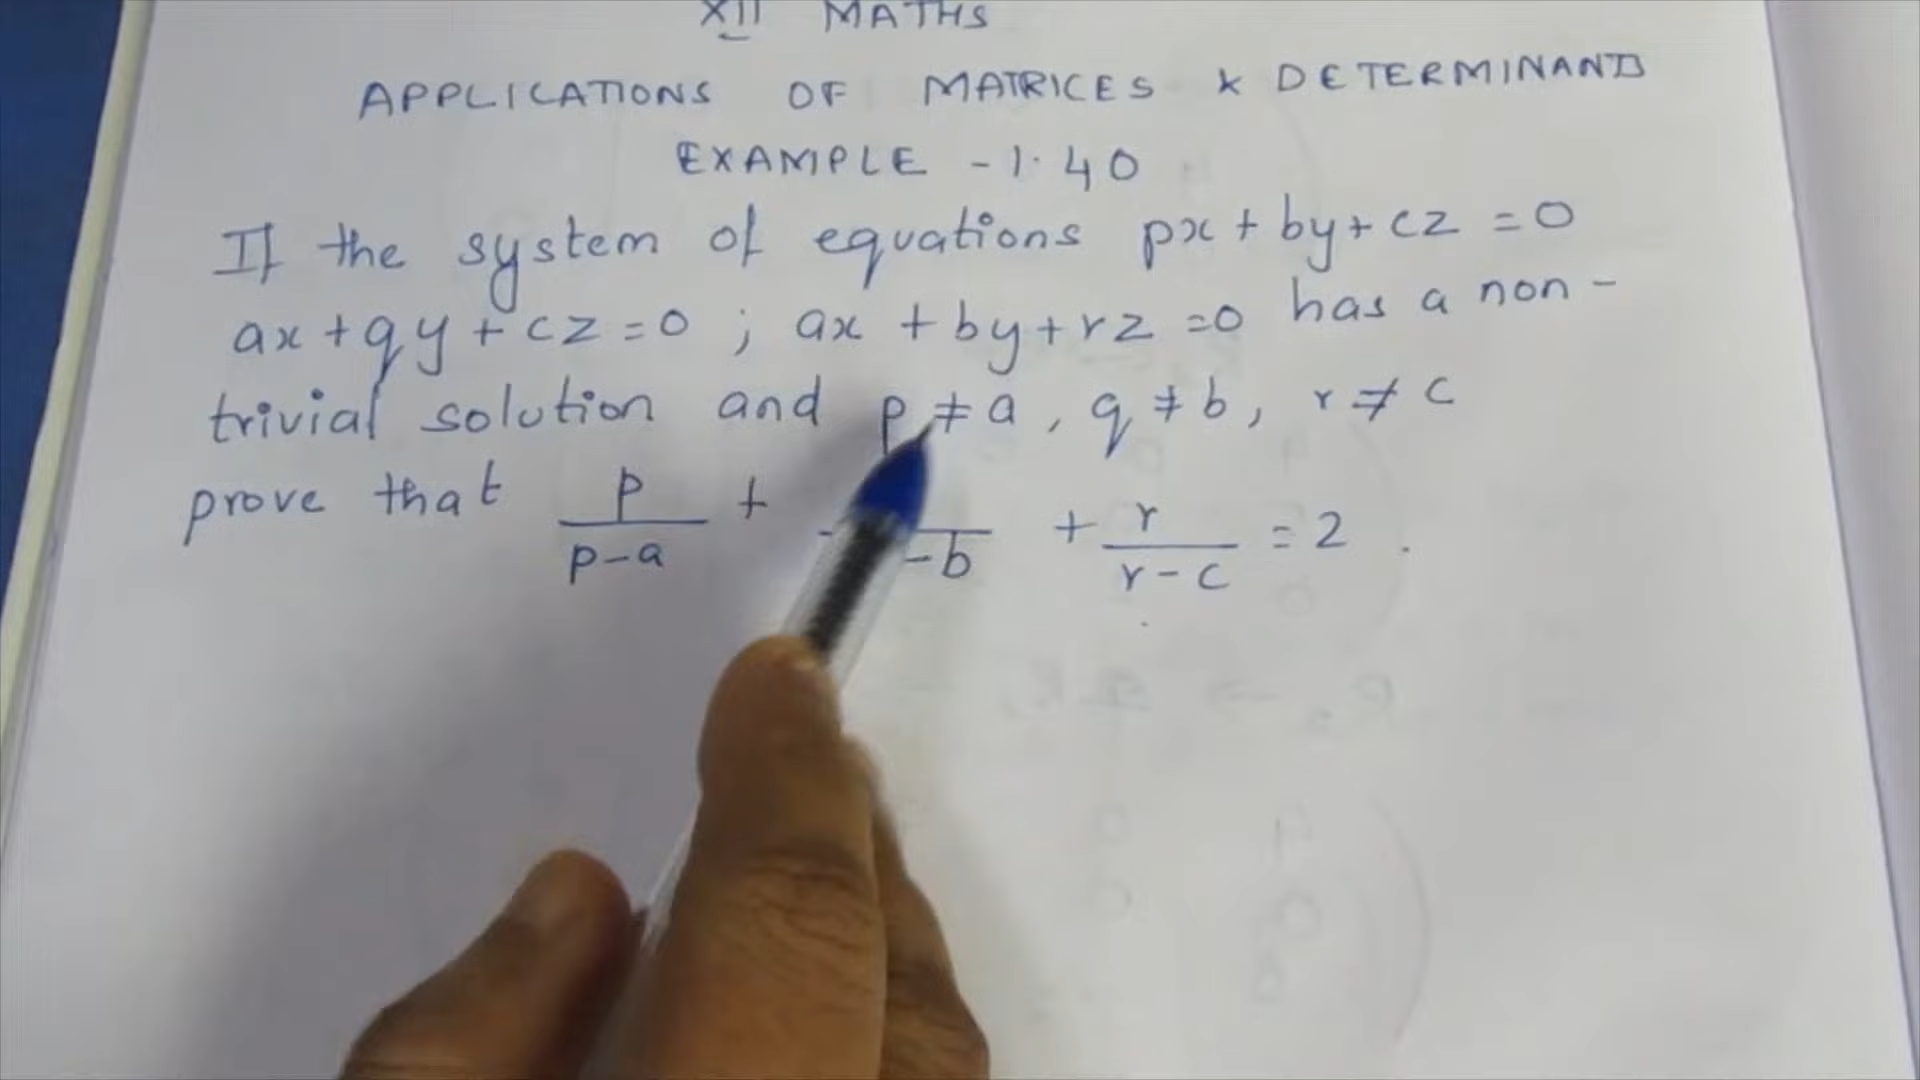 XII MATHS
APPLICATIONS OF MATRICES & DETERMINANTS
EXAMPLE - 1.40
If the system of equations px + by + cz = 0
ax + qy + cz = 0 ; ax + by + rz = 0 has a non-
trivial solution and p ≠ a, q ≠ b, r ≠ c
prove that p/(p-a) + -b + r/(r-c) = 2.